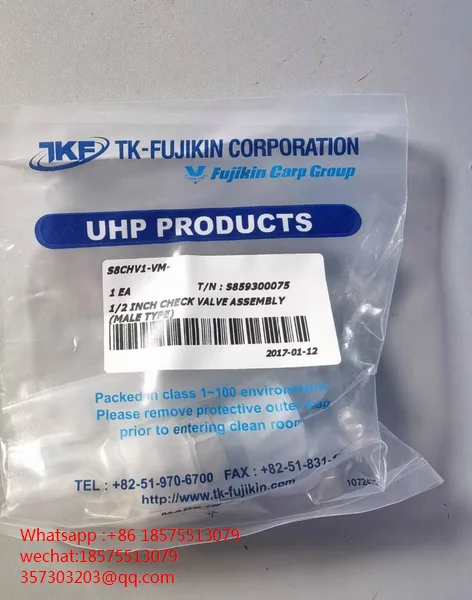 TKF TK-FUJIKIN CORPORATION
Fujikin Carp Group
UHP PRODUCTS
S8CHV1-VM-
1 EA T/N : S859300075
1/2 INCH CHECK VALVE ASSEMBLY
(MALE TYPE)
2017-01-12
Packed in class 1~100 environment
Please remove protective outer wrap
prior to entering clean room
TEL : +82-51-970-6700 FAX : +82-51-831-
http://www.tk-fujikin.com
Whatsapp :+86 18575513079
wechat:18575513079
357303203@qq.com